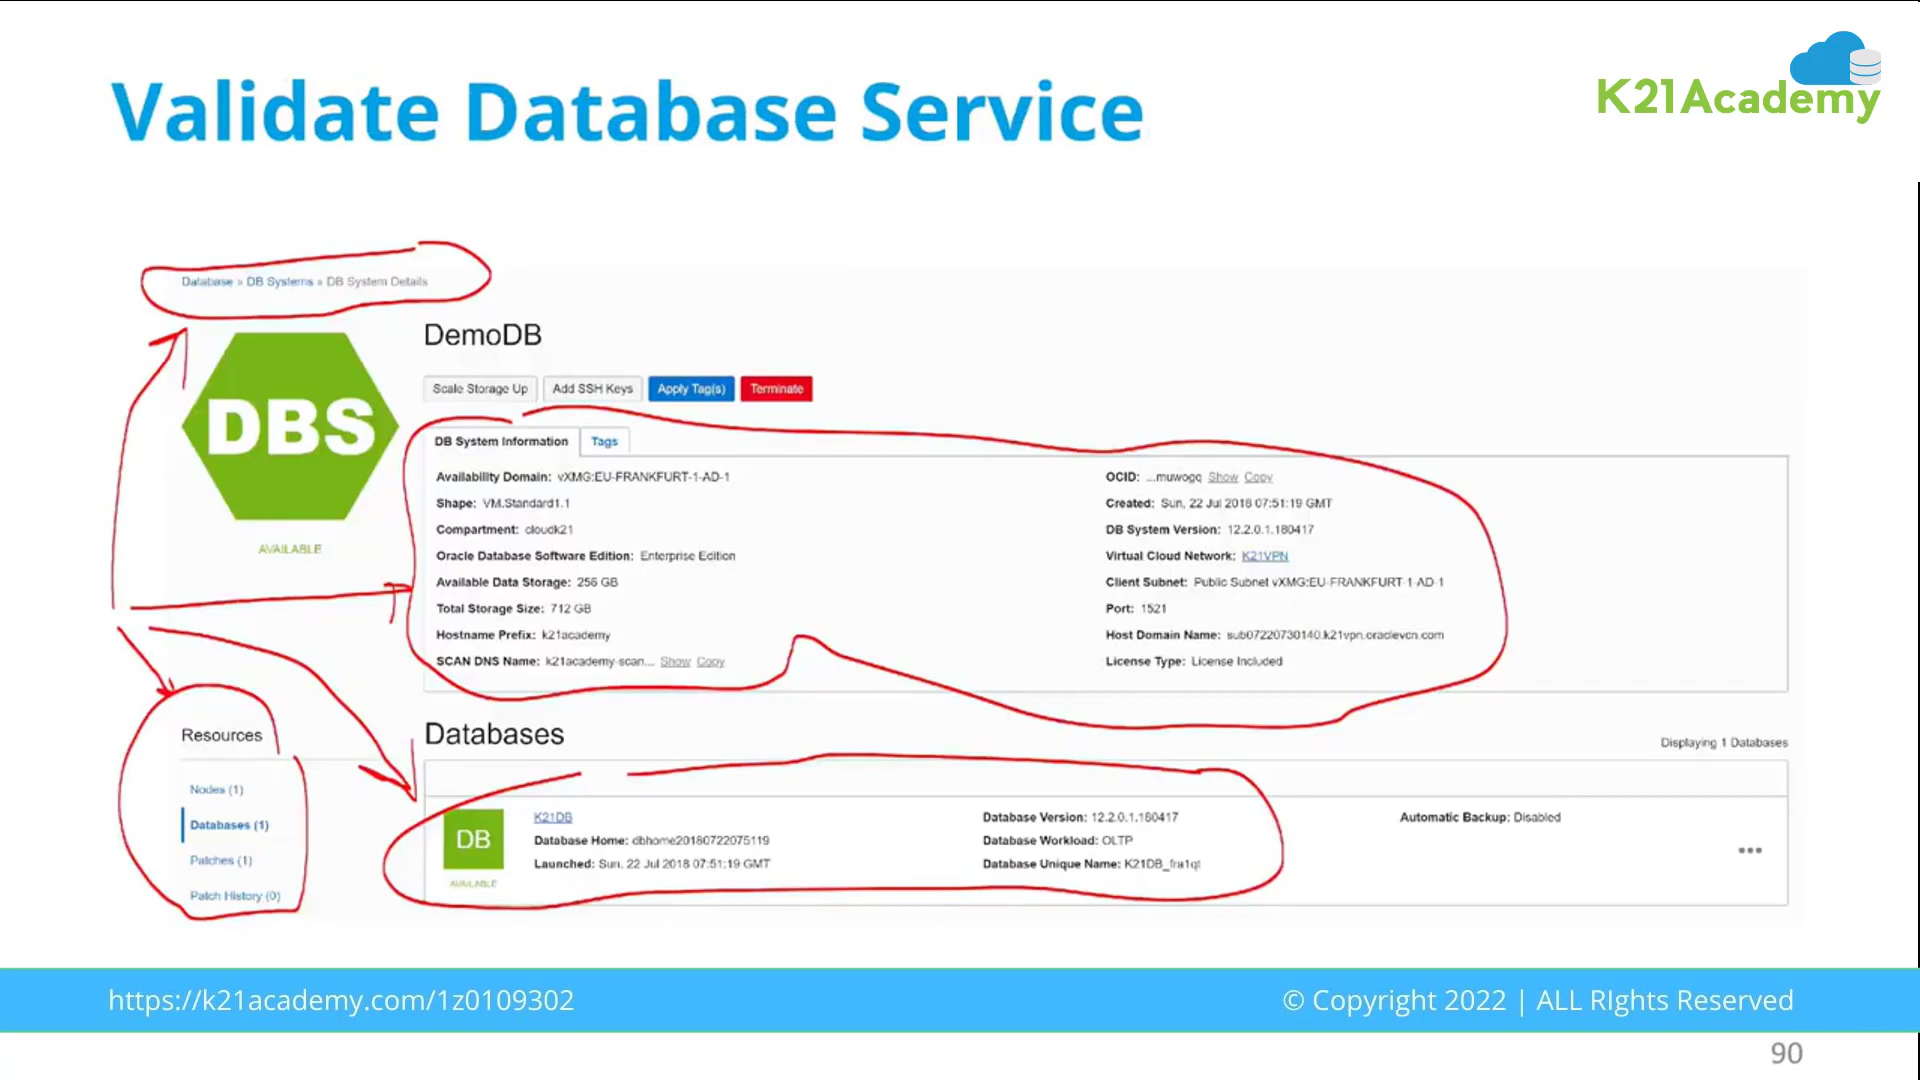 Validate Database Service
K21Academy
Database » DB Systems » DB System Details
DBS
AVAILABLE
DemoDB
Scale Storage Up Add SSH Keys Apply Tag(s) Terminate
DB System Information Tags
Availability Domain: vXMG:EU-FRANKFURT-1-AD-1
Shape: VM.Standard1.1
Compartment: cloudk21
Oracle Database Software Edition: Enterprise Edition
Available Data Storage: 256 GB
Total Storage Size: 712 GB
Hostname Prefix: k21academy
SCAN DNS Name: k21academy-scan... Show Copy
OCID: ...muwogq Show Copy
Created: Sun, 22 Jul 2018 07:51:19 GMT
DB System Version: 12.2.0.1.180417
Virtual Cloud Network: K21VPN
Client Subnet: Public Subnet vXMG:EU-FRANKFURT-1-AD-1
Port: 1521
Host Domain Name: sub07220730140.k21vpn.oraclevcn.com
License Type: License Included
Resources
Nodes (1)
Databases (1)
Patches (1)
Patch History (0)
Databases
Displaying 1 Databases
DB
AVAILABLE
K21DB
Database Home: dbhome20180722075119
Launched: Sun, 22 Jul 2018 07:51:19 GMT
Database Version: 12.2.0.1.180417
Database Workload: OLTP
Database Unique Name: K21DB_fra1qt
Automatic Backup: Disabled
https://k21academy.com/1z0109302
© Copyright 2022 | ALL RIghts Reserved
90